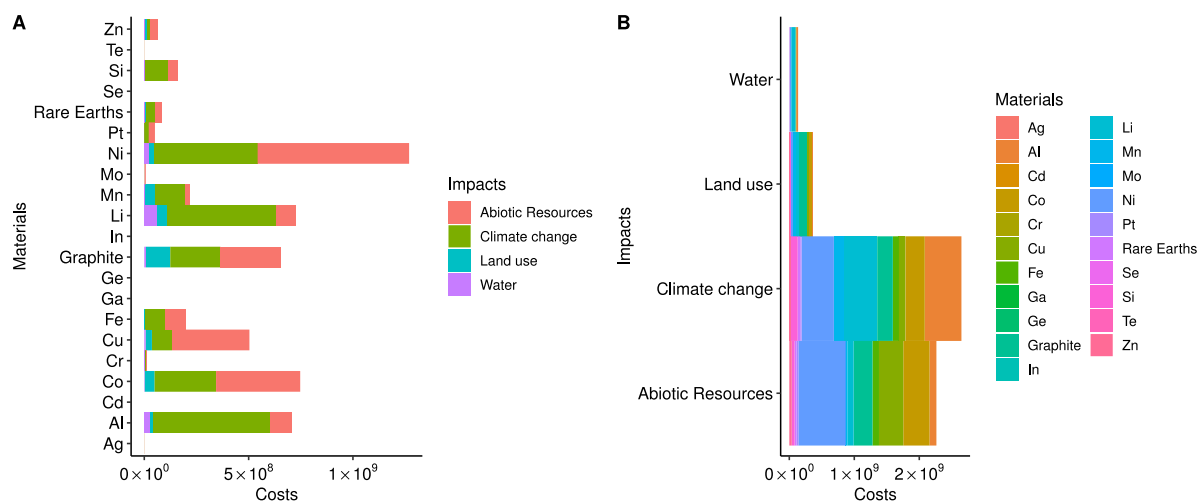 A
Materials
Zn
Te
Si
Se
Rare Earths
Pt
Ni
Mo
Mn
Li
In
Graphite
Ge
Ga
Fe
Cu
Cr
Co
Cd
Al
Ag
0×10⁰
5×10⁸
1×10⁹
Costs
Impacts
Abiotic Resources
Climate change
Land use
Water
B
Impacts
Water
Land use
Climate change
Abiotic Resources
0×10⁰
1×10⁹
2×10⁹
Costs
Materials
Ag
Al
Cd
Co
Cr
Cu
Fe
Ga
Ge
Graphite
In
Li
Mn
Mo
Ni
Pt
Rare Earths
Se
Si
Te
Zn